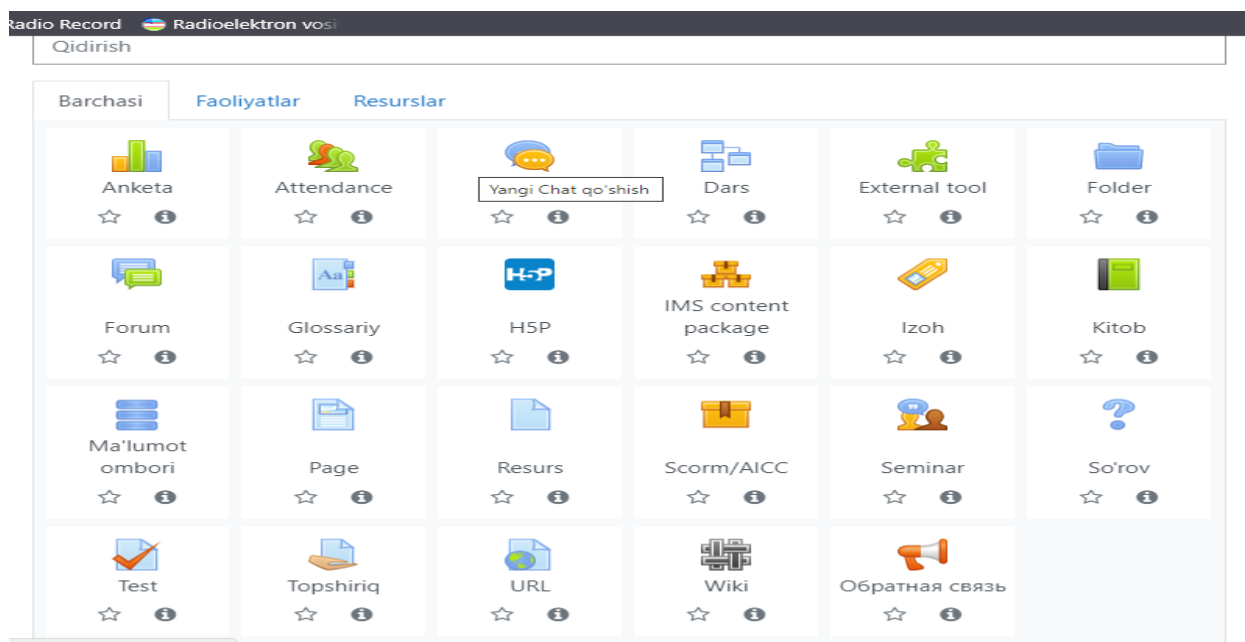 Radio Record Radioelektron vosi
Qidirish
Barchasi Faoliyatlar Resurslar
Anketa Attendance Yangi Chat qo'shish Dars External tool Folder
Aa H5P
IMS content
Forum Glossariy H5P package Izoh Kitob
Ma'lumot
ombori Page Resurs Scorm/AICC Seminar So'rov
Test Topshiriq URL Wiki Обратная связь